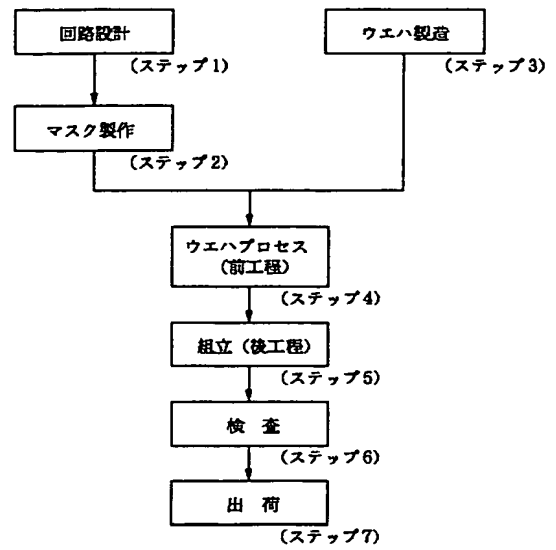 回路設計
(ステップ1)
ウエハ製造
(ステップ3)
マスク製作
(ステップ2)
ウエハプロセス
(前工程)
(ステップ4)
組立(後工程)
(ステップ5)
検 査
(ステップ6)
出 荷
(ステップ7)